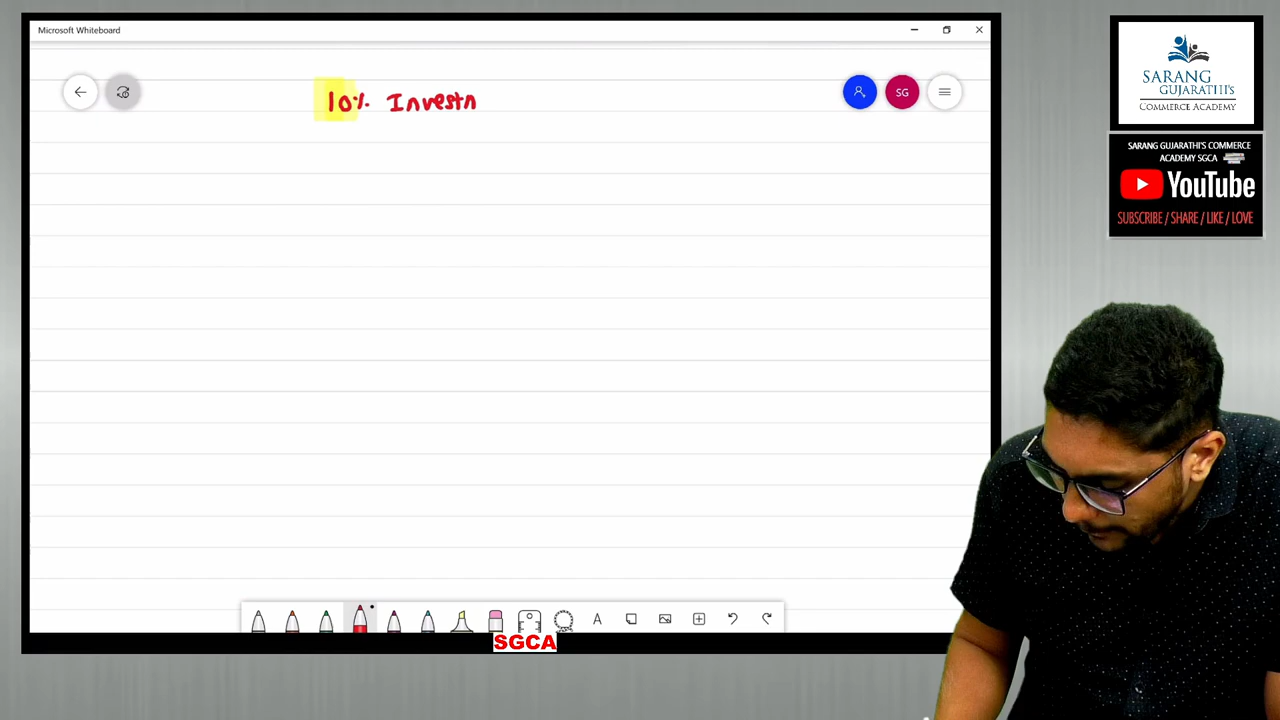 Microsoft Whiteboard
10% Investn
SG
SARANG
GUJARATHI'S
COMMERCE ACADEMY
SARANG GUJARATHI'S COMMERCE
ACADEMY SGCA
YouTube
SUBSCRIBE / SHARE / LIKE / LOVE
A
SGCA